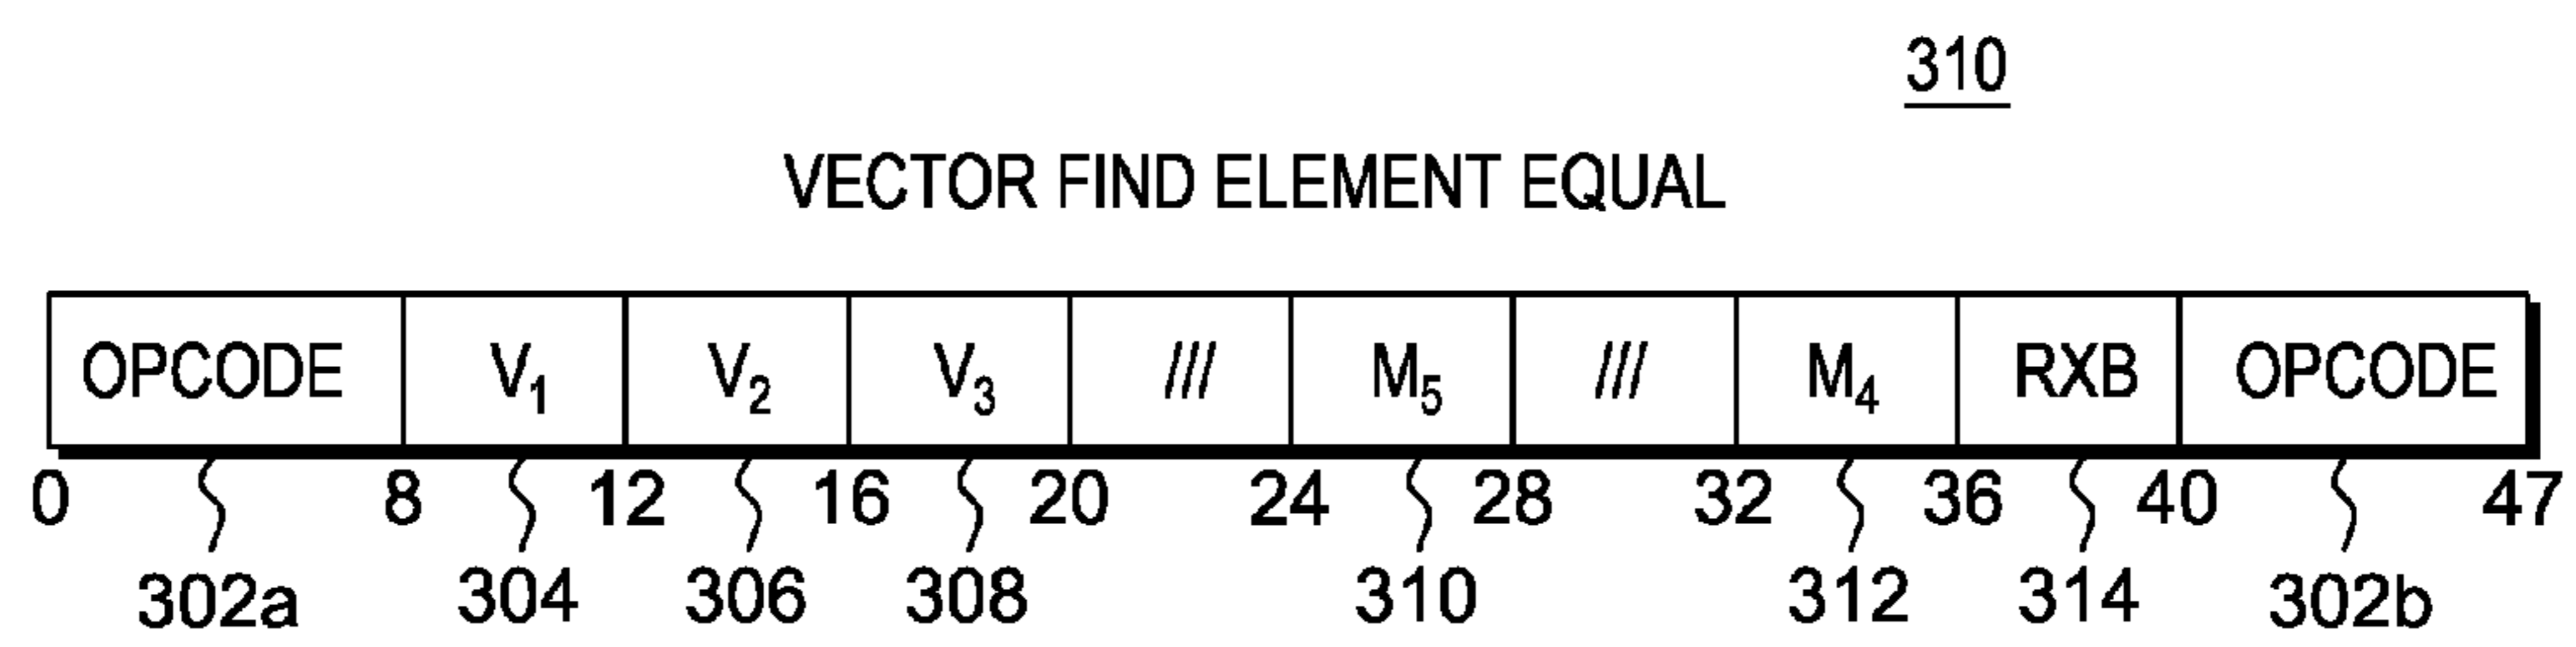 310
VECTOR FIND ELEMENT EQUAL
OPCODE V₁ V₂ V₃ /// M₅ /// M₄ RXB OPCODE
0 8 12 16 20 24 28 32 36 40 47
302a 304 306 308 310 312 314 302b